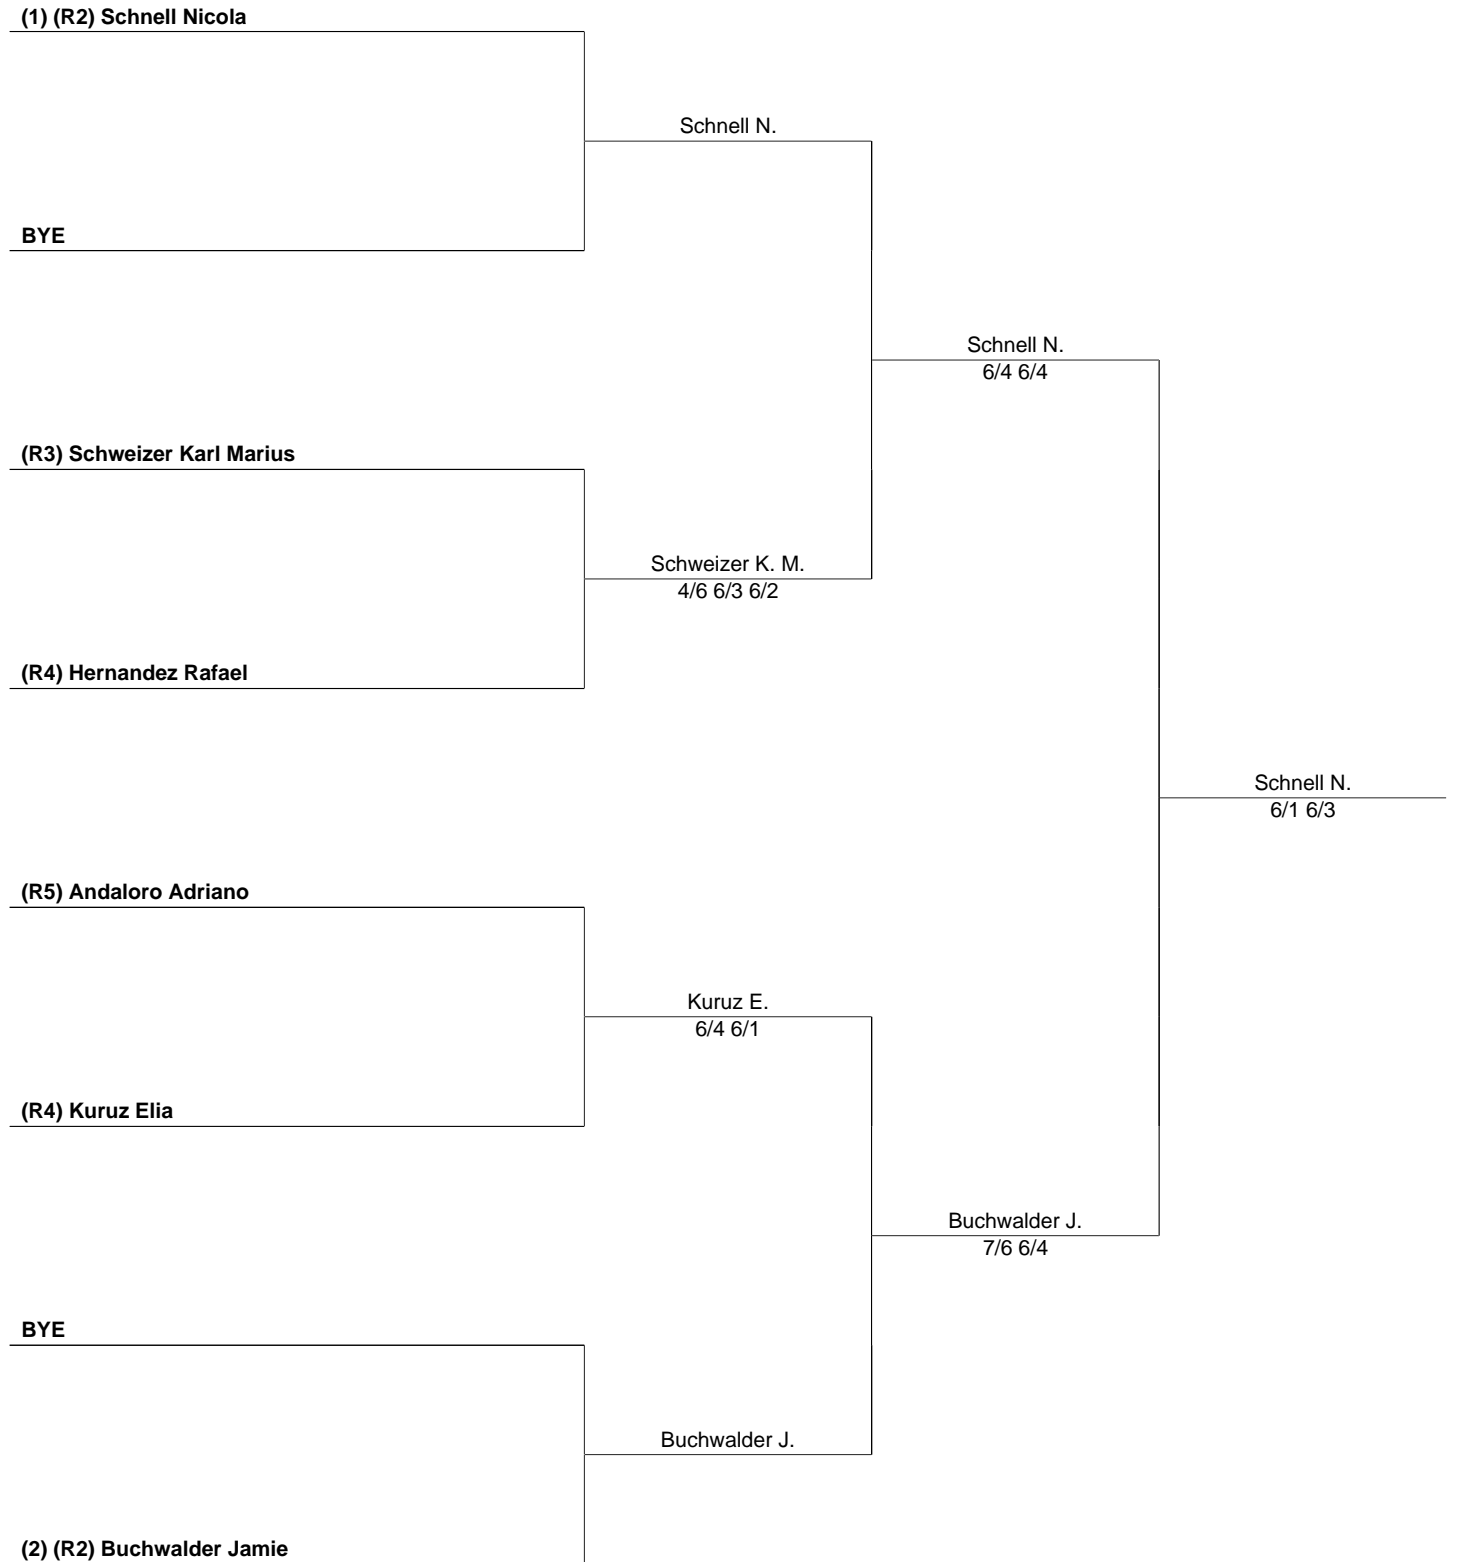 (1) (R2) Schnell Nicola
Schnell N.
BYE
Schnell N.
6/4 6/4
(R3) Schweizer Karl Marius
Schweizer K. M.
4/6 6/3 6/2
(R4) Hernandez Rafael
Schnell N.
6/1 6/3
(R5) Andaloro Adriano
Kuruz E.
6/4 6/1
(R4) Kuruz Elia
Buchwalder J.
7/6 6/4
BYE
Buchwalder J.
(2) (R2) Buchwalder Jamie